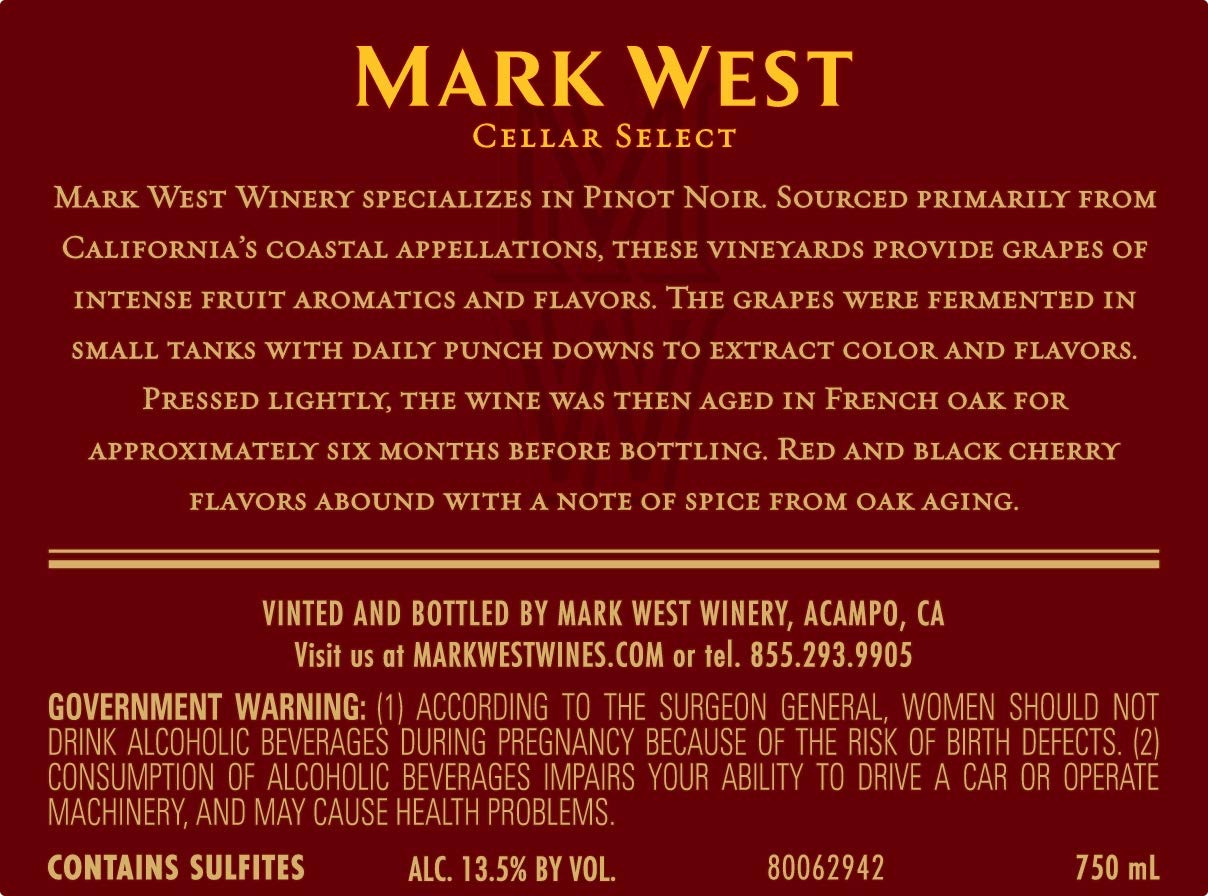 MARK WEST
CELLAR SELECT
MARK WEST WINERY SPECIALIZES IN PINOT NOIR. SOURCED PRIMARILY FROM
CALIFORNIA'S COASTAL APPELLATIONS, THESE VINEYARDS PROVIDE GRAPES OF
INTENSE FRUIT AROMATICS AND FLAVORS. THE GRAPES WERE FERMENTED IN
SMALL TANKS WITH DAILY PUNCH DOWNS TO EXTRACT COLOR AND FLAVORS.
PRESSED LIGHTLY, THE WINE WAS THEN AGED IN FRENCH OAK FOR
APPROXIMATELY SIX MONTHS BEFORE BOTTLING. RED AND BLACK CHERRY
FLAVORS ABOUND WITH A NOTE OF SPICE FROM OAK AGING.
VINTED AND BOTTLED BY MARK WEST WINERY, ACAMPO, CA
Visit us at MARKWESTWINES.COM or tel. 855.293.9905
GOVERNMENT WARNING: (1) ACCORDING TO THE SURGEON GENERAL, WOMEN SHOULD NOT
DRINK ALCOHOLIC BEVERAGES DURING PREGNANCY BECAUSE OF THE RISK OF BIRTH DEFECTS. (2)
CONSUMPTION OF ALCOHOLIC BEVERAGES IMPAIRS YOUR ABILITY TO DRIVE A CAR OR OPERATE
MACHINERY, AND MAY CAUSE HEALTH PROBLEMS.
CONTAINS SULFITES ALC. 13.5% BY VOL. 80062942 750 mL